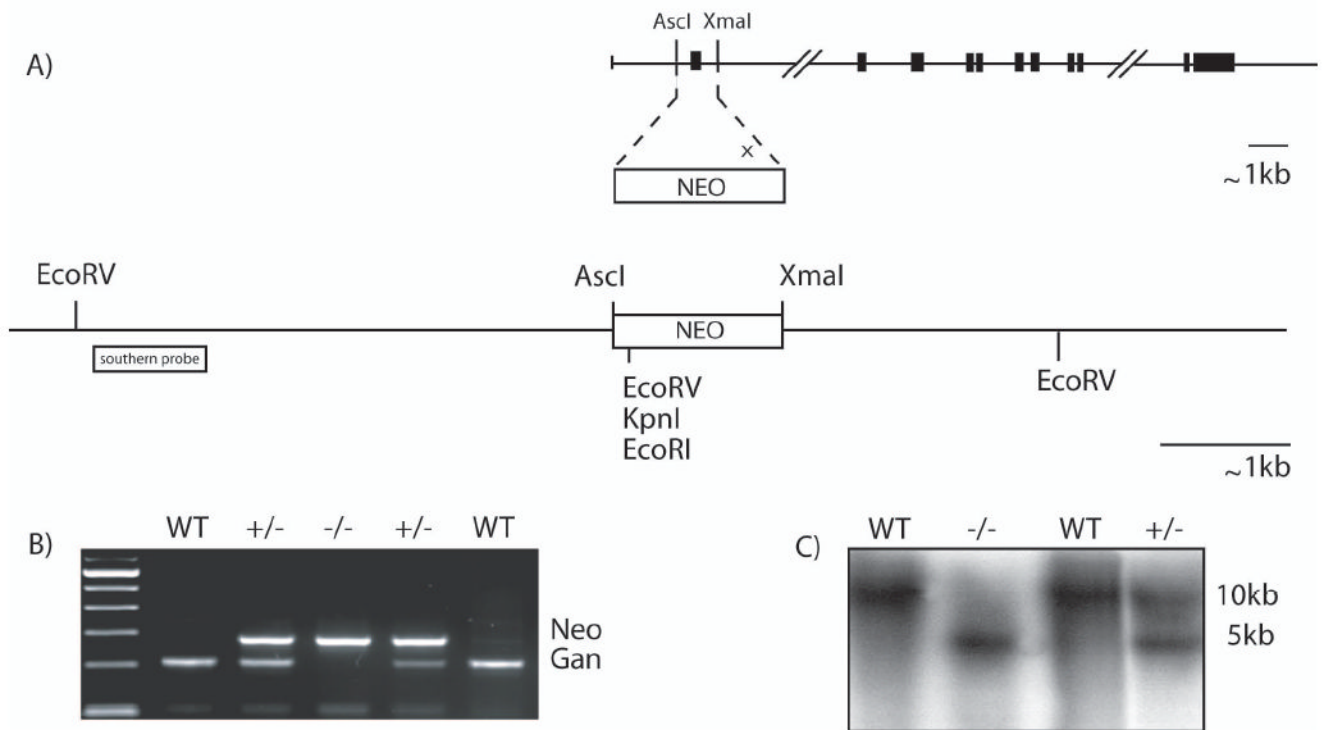 A)
AscI XmaI
x
NEO
~1kb
EcoRV
AscI
XmaI
NEO
southern probe
EcoRV
KpnI
EcoRI
EcoRV
~1kb
B)
WT +/- -/- +/- WT
Neo
Gan
C)
WT -/- WT +/-
10kb
5kb